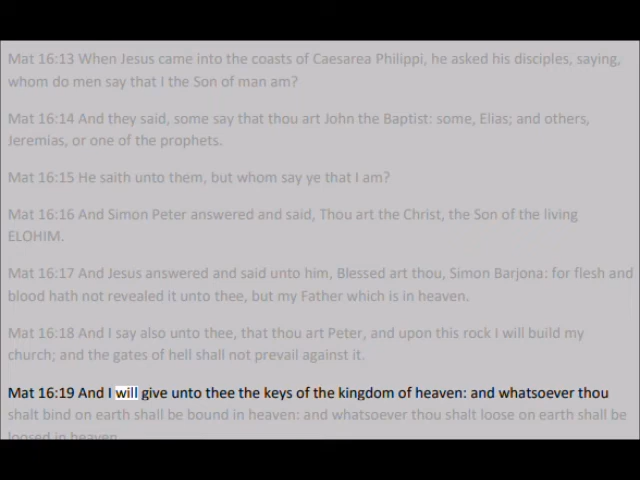 Mat 16:13 When Jesus came into the coasts of Caesarea Philippi, he asked his disciples, saying,
whom do men say that I the Son of man am?
Mat 16:14 And they said, some say that thou art John the Baptist: some, Elias; and others,
Jeremias, or one of the prophets.
Mat 16:15 He saith unto them, but whom say ye that I am?
Mat 16:16 And Simon Peter answered and said, Thou art the Christ, the Son of the living
ELOHIM.
Mat 16:17 And Jesus answered and said unto him, Blessed art thou, Simon Barjona: for flesh and
blood hath not revealed it unto thee, but my Father which is in heaven.
Mat 16:18 And I say also unto thee, that thou art Peter, and upon this rock I will build my
church; and the gates of hell shall not prevail against it.
Mat 16:19 And I will give unto thee the keys of the kingdom of heaven: and whatsoever thou
shalt bind on earth shall be bound in heaven: and whatsoever thou shalt loose on earth shall be
loosed in heaven.